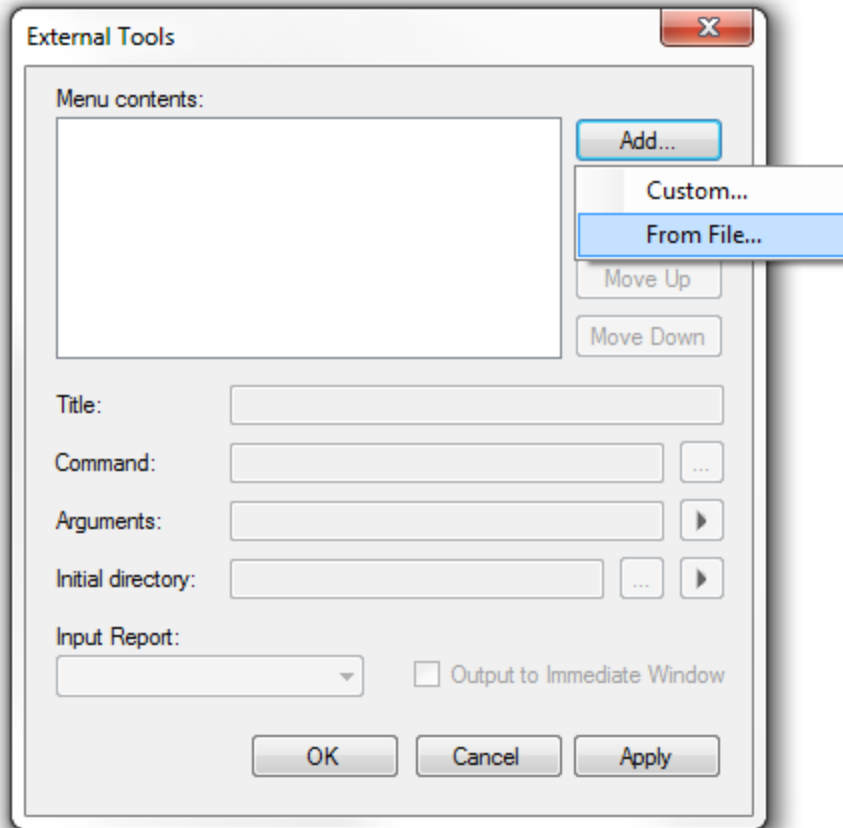 External Tools
Menu contents:
Add...
Custom...
From File...
Move Up
Move Down
Title:
Command:
...
Arguments:
Initial directory:
...
Input Report:
Output to Immediate Window
OK
Cancel
Apply